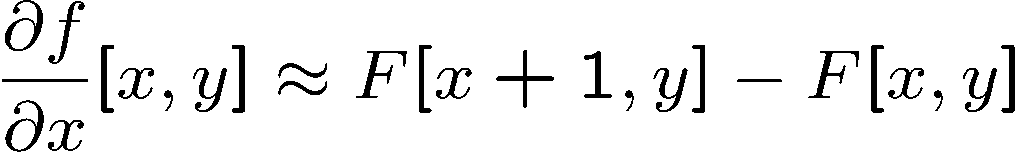 ∂f/∂x[x, y] ≈ F[x + 1, y] − F[x, y]